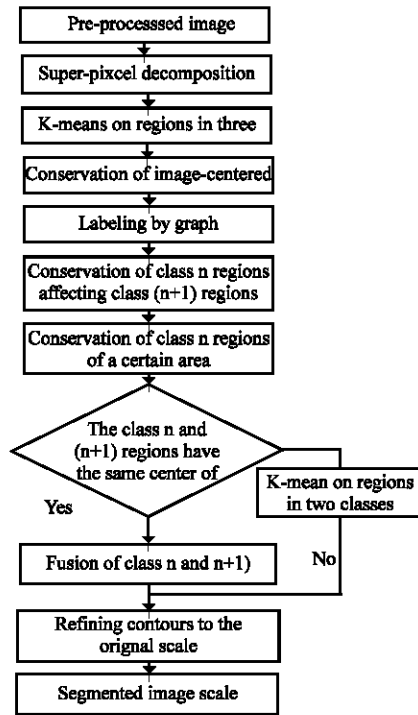 Pre-processsed image
Super-pixcel decomposition
K-means on regions in three
Conservation of image-centered
Labeling by graph
Conservation of class n regions
affecting class (n+1) regions
Conservation of class n regions
of a certain area
The class n and
(n+1) regions have
the same center of
Yes
K-mean on regions
in two classes
No
Fusion of class n and n+1)
Refining contours to the
orignal scale
Segmented image scale